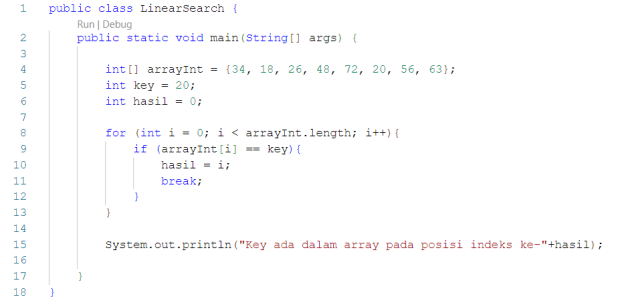 1 public class LinearSearch {
Run | Debug
2 public static void main(String[] args) {
3
4 int[] arrayInt = {34, 18, 26, 48, 72, 20, 56, 63};
5 int key = 20;
6 int hasil = 0;
7
8 for (int i = 0; i < arrayInt.length; i++){
9 if (arrayInt[i] == key){
10 hasil = i;
11 break;
12 }
13 }
14
15 System.out.println("Key ada dalam array pada posisi indeks ke-"+hasil);
16
17 }
18 }